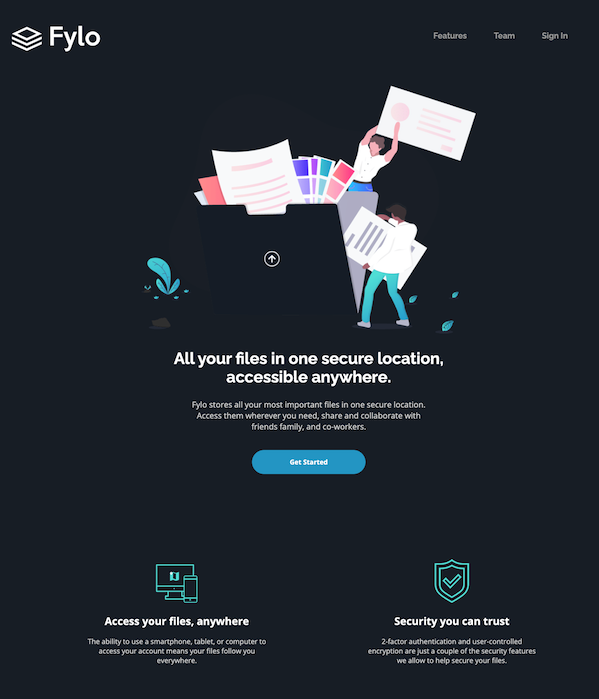 Fylo
Features Team Sign In
All your files in one secure location,
accessible anywhere.
Fylo stores all your most important files in one secure location.
Access them wherever you need, share and collaborate with
friends family, and co-workers.
Get Started
Access your files, anywhere
The ability to use a smartphone, tablet, or computer to
access your account means your files follow you
everywhere.
Security you can trust
2-factor authentication and user-controlled
encryption are just a couple of the security features
we allow to help secure your files.